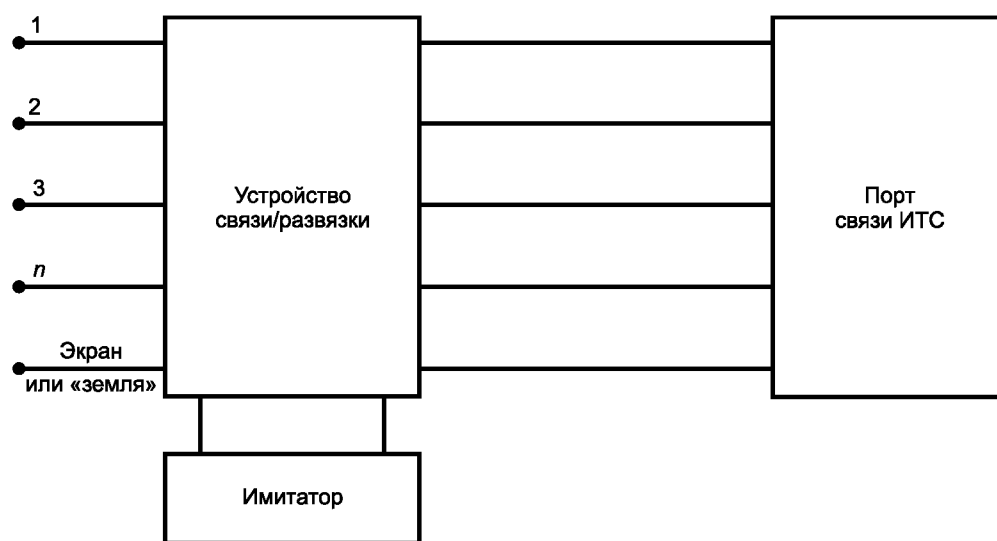 1
2
3
n
Экран
или «земля»
Устройство
связи/развязки
Порт
связи ИТС
Имитатор